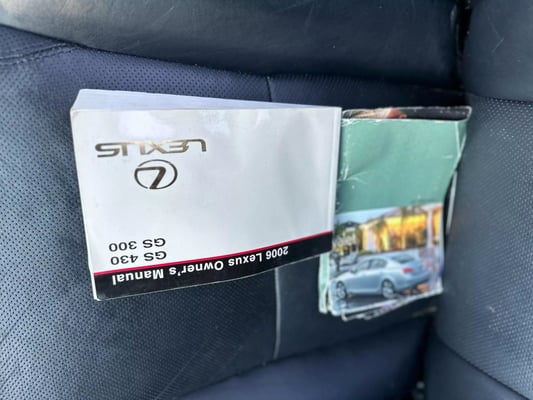 LEXUS
GS 300
GS 430
2006 Lexus Owner's Manual